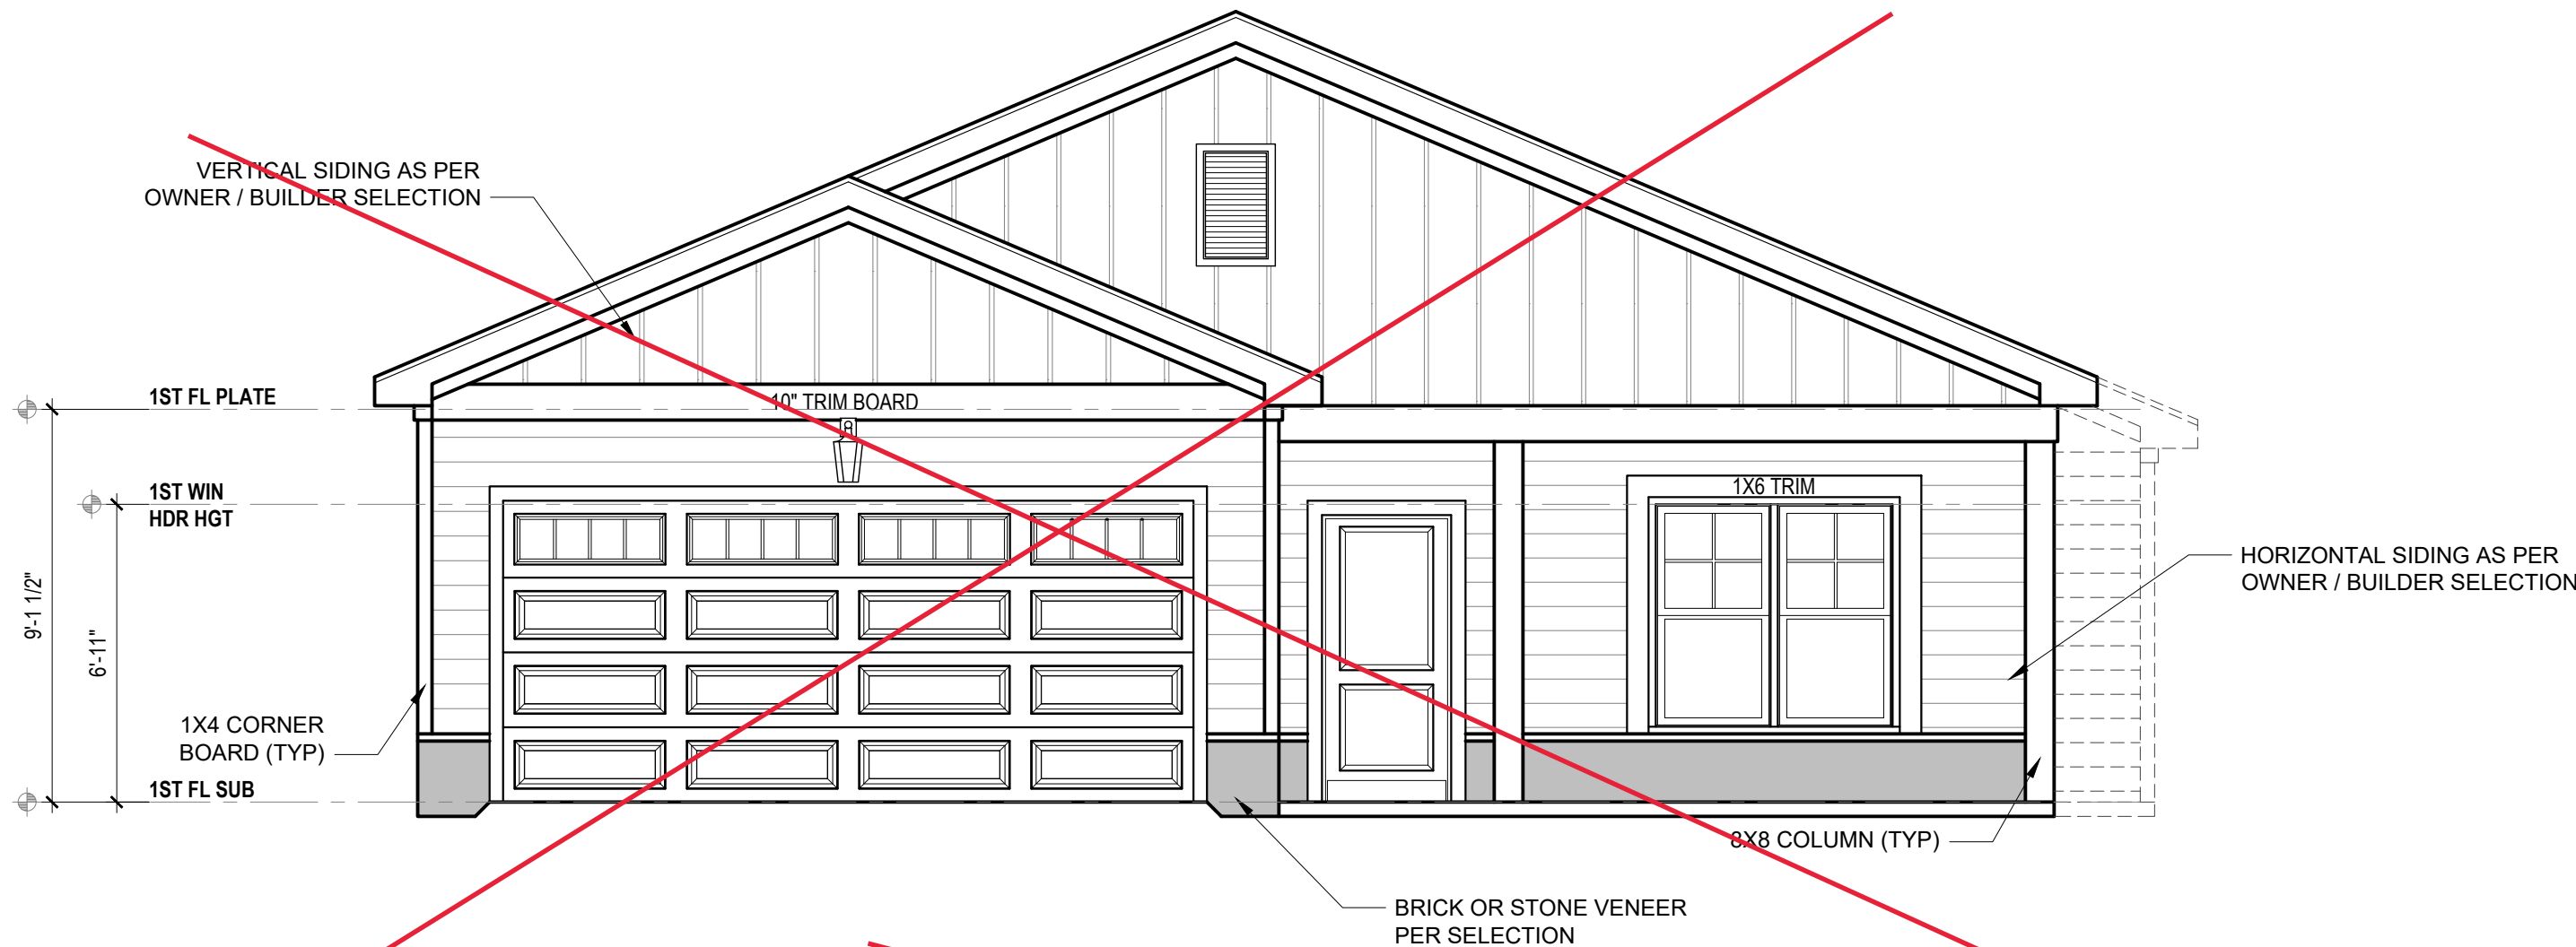 VERTICAL SIDING AS PER
OWNER / BUILDER SELECTION
1ST FL PLATE
10" TRIM BOARD
1ST WIN
HDR HGT
1X6 TRIM
HORIZONTAL SIDING AS PER
OWNER / BUILDER SELECTION
9'-1 1/2"
6'-11"
1X4 CORNER
BOARD (TYP)
1ST FL SUB
8X8 COLUMN (TYP)
BRICK OR STONE VENEER
PER SELECTION